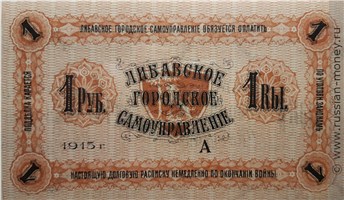 1
ЛИБАВСКОЕ ГОРОДСКОЕ САМОУПРАВЛЕНІЕ ОБЯЗУЕТСЯ ОПЛАТИТЬ
1
ЛИБАВСКОЕ
ГОРОДСКОЕ
САМОУПРАВЛЕНІЕ.
1 РУБ.
1 RBL.
1915 г
А
1
НАСТОЯЩУЮ ДОЛГОВУЮ РАСПИСКУ НЕМЕДЛЕННО ПО ОКОНЧАНІИ ВОЙНЫ
1
www.russian-money.ru